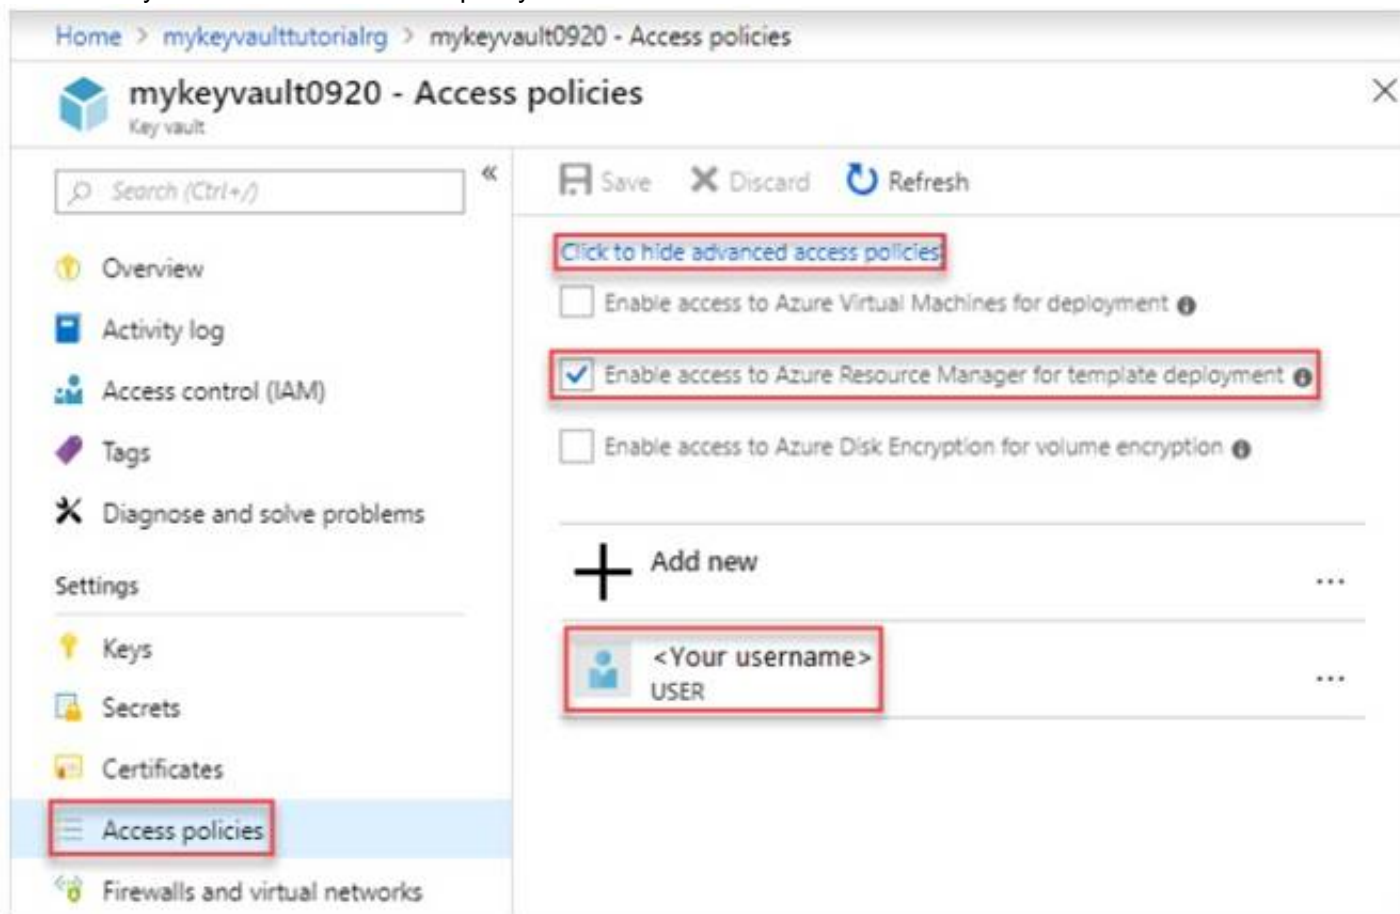 Home > mykeyvaulttutorialrg > mykeyvault0920 - Access policies
mykeyvault0920 - Access policies
Key vault
Search (Ctrl+/)
Overview
Activity log
Access control (IAM)
Tags
Diagnose and solve problems
Settings
Keys
Secrets
Certificates
Access policies
Firewalls and virtual networks
Save Discard Refresh
Click to hide advanced access policies
Enable access to Azure Virtual Machines for deployment
Enable access to Azure Resource Manager for template deployment
Enable access to Azure Disk Encryption for volume encryption
Add new
...
<Your username>
USER
...